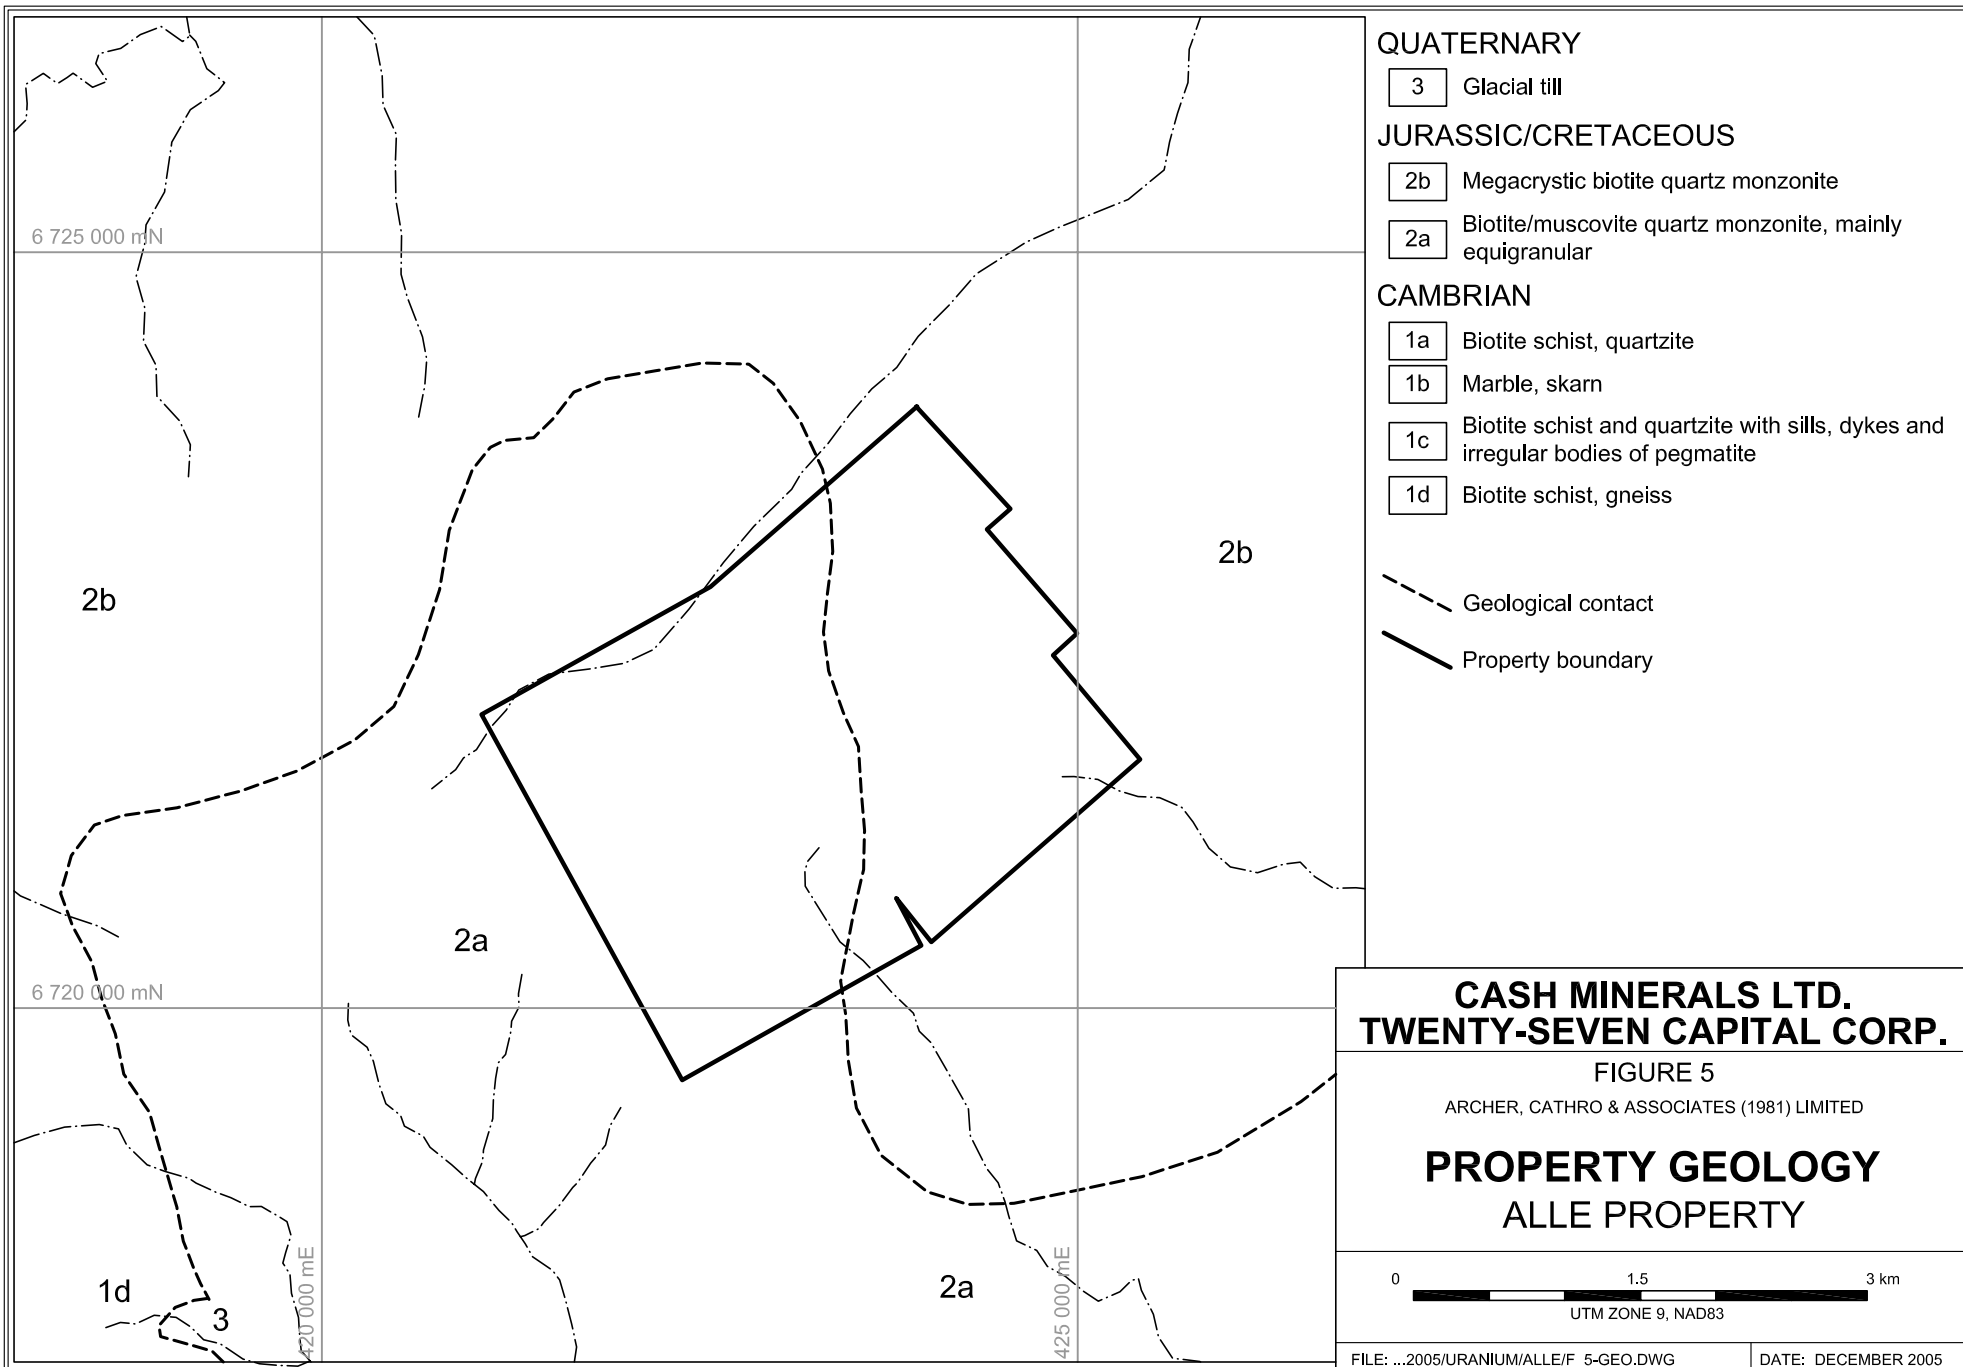 QUATERNARY
3 Glacial till
JURASSIC/CRETACEOUS
2b Megacrystic biotite quartz monzonite
2a Biotite/muscovite quartz monzonite, mainly
equigranular
CAMBRIAN
1a Biotite schist, quartzite
1b Marble, skarn
1c Biotite schist and quartzite with sills, dykes and
irregular bodies of pegmatite
1d Biotite schist, gneiss
Geological contact
Property boundary
6 725 000 mN
2b
2b
2a
6 720 000 mN
1d
3
420 000 mE
2a
425 000 mE
CASH MINERALS LTD.
TWENTY-SEVEN CAPITAL CORP.
FIGURE 5
ARCHER, CATHRO & ASSOCIATES (1981) LIMITED
PROPERTY GEOLOGY
ALLE PROPERTY
0 1.5 3 km
UTM ZONE 9, NAD83
FILE: ...2005/URANIUM/ALLE/F_5-GEO.DWG DATE: DECEMBER 2005